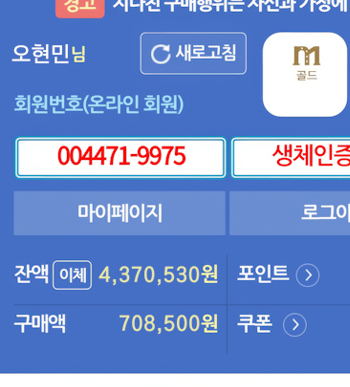 경고 지나친 구매행위는 자신과 가정에
오현민님 새로고침
골드
회원번호(온라인 회원)
004471-9975 생체인증
마이페이지 로그아
잔액 이체 4,370,530원 포인트
구매액 708,500원 쿠폰